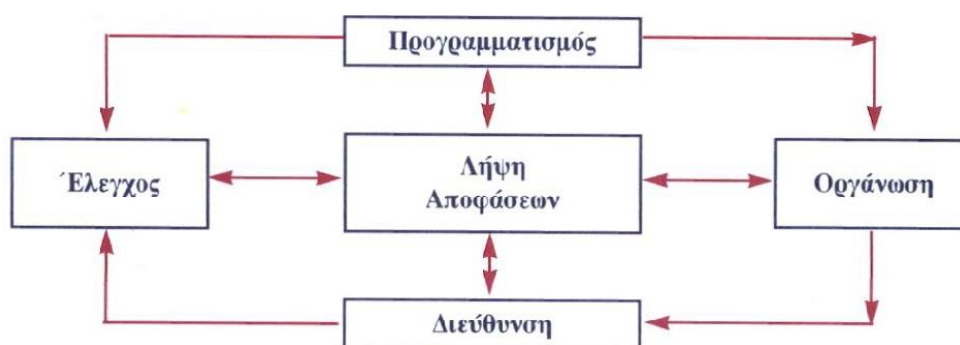 Προγραμματισμός
Έλεγχος
Λήψη
Αποφάσεων
Οργάνωση
Διεύθυνση